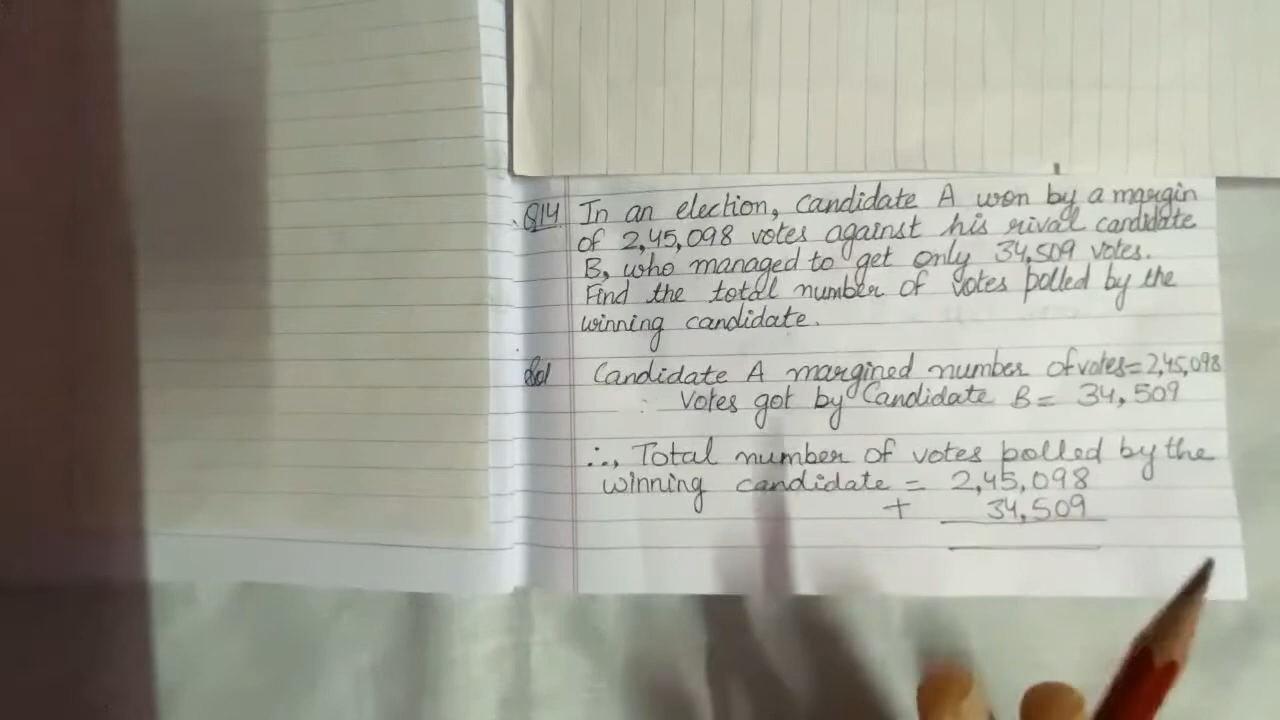 Q14 In an election, candidate A won by a margin
of 2,45,098 votes against his rival candidate
B, who managed to get only 34,509 votes.
Find the total number of votes polled by the
winning candidate.
Sol Candidate A margined number of votes=2,45,098
Votes got by Candidate B = 34,509
∴, Total number of votes polled by the
winning candidate = 2,45,098
+ 34,509